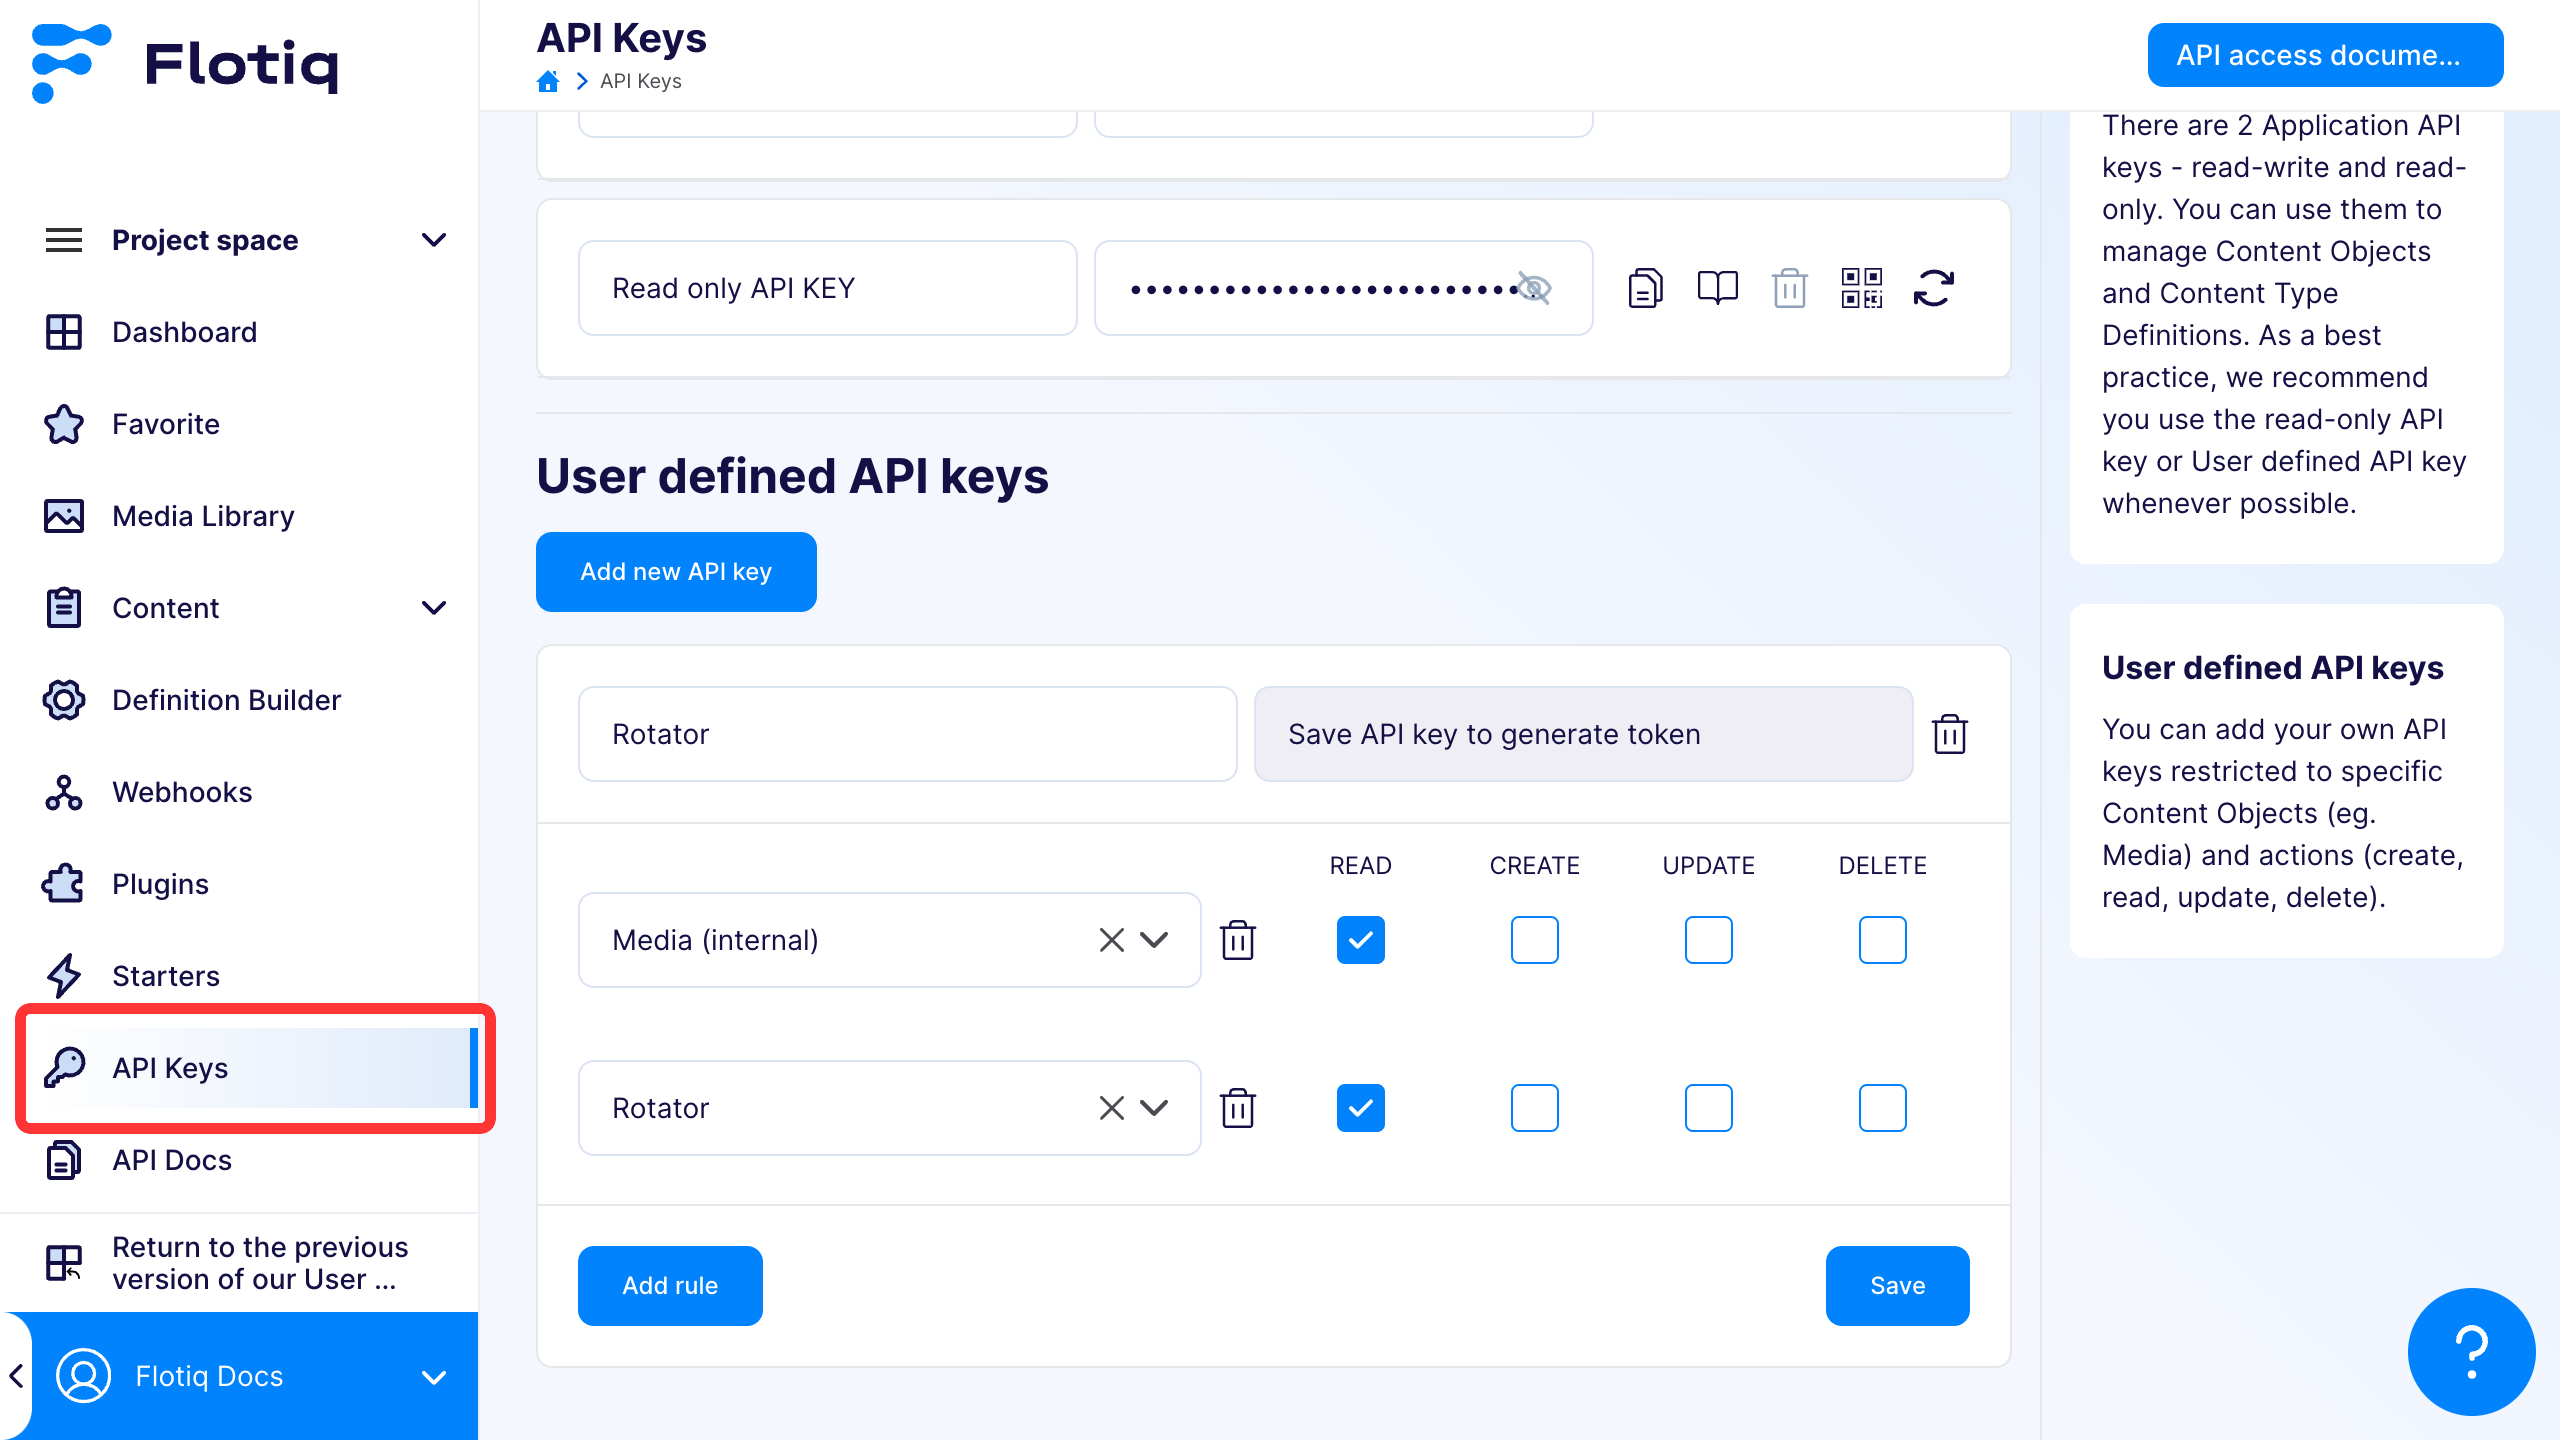 Flotiq
Project space
Dashboard
Favorite
Media Library
Content
Definition Builder
Webhooks
Plugins
Starters
API Keys
API Docs
Return to the previous
version of our User ...
Flotiq Docs
API Keys
API Keys
API access docume...
Read only API KEY
User defined API keys
Add new API key
Rotator
Save API key to generate token
READ CREATE UPDATE DELETE
Media (internal)
Rotator
Add rule
Save
There are 2 Application API
keys - read-write and read-
only. You can use them to
manage Content Objects
and Content Type
Definitions. As a best
practice, we recommend
you use the read-only API
key or User defined API key
whenever possible.
User defined API keys
You can add your own API
keys restricted to specific
Content Objects (eg.
Media) and actions (create,
read, update, delete).
?